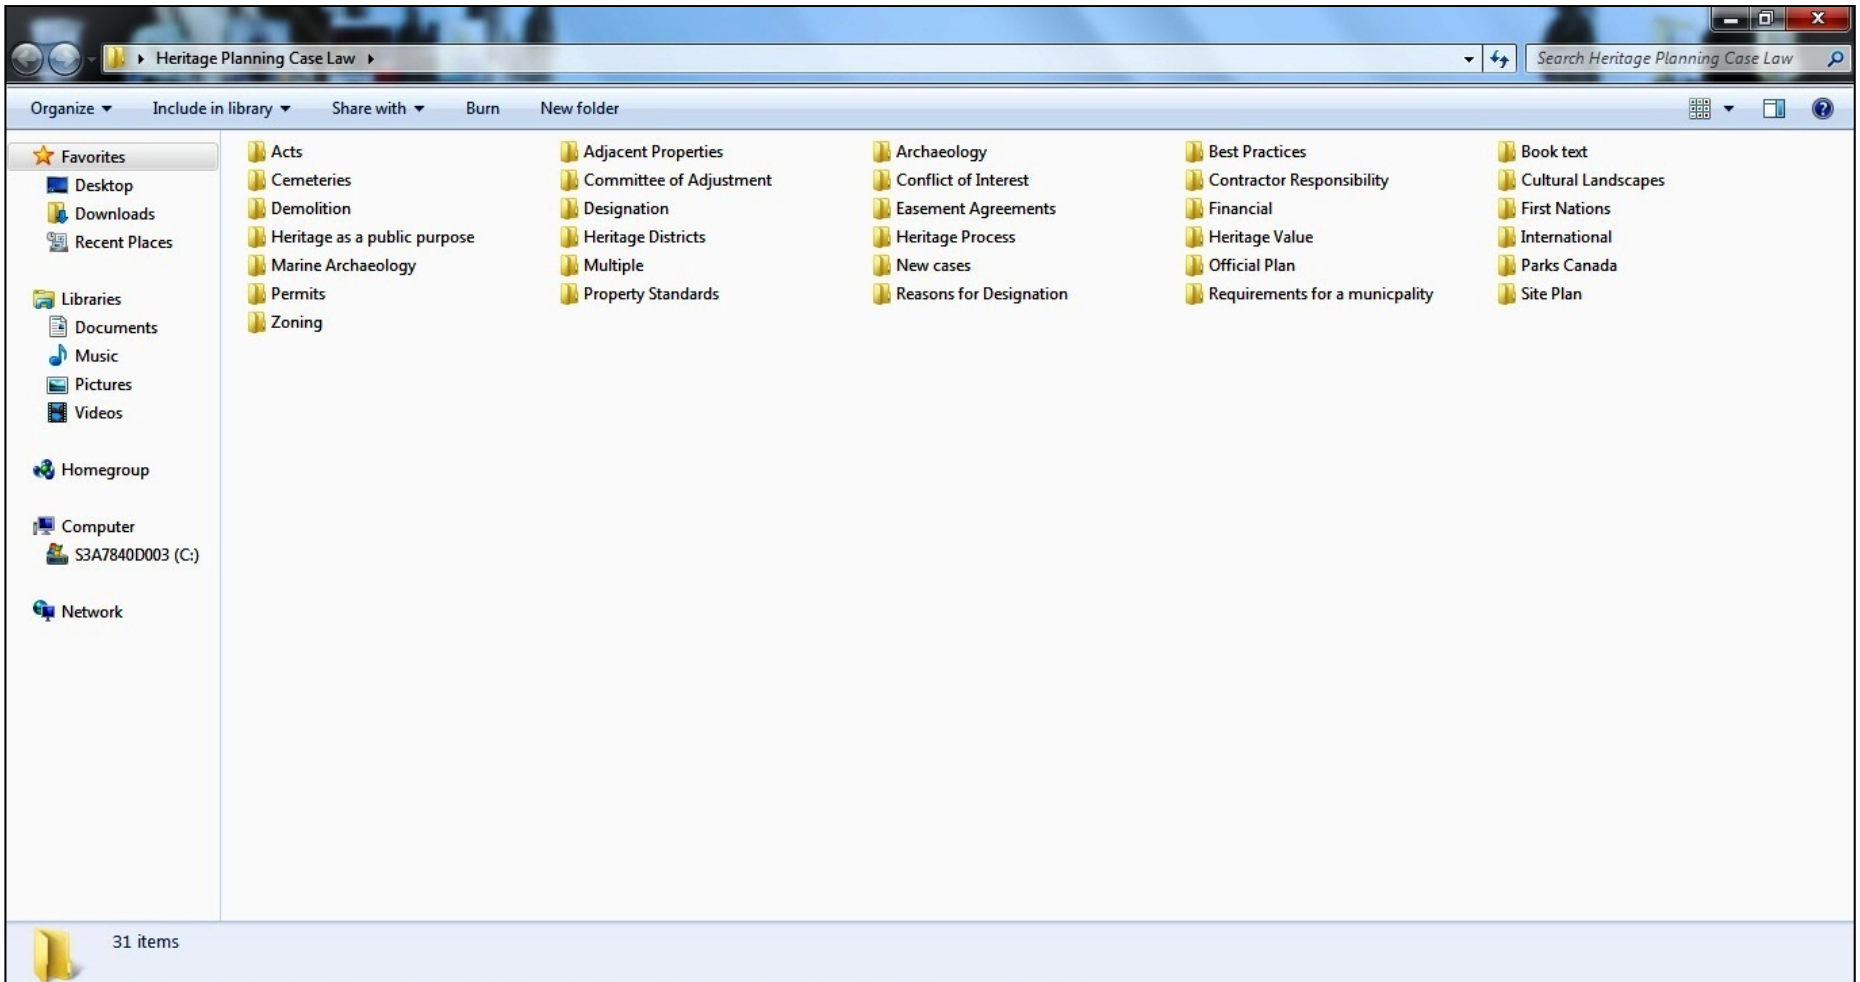 Heritage Planning Case Law
Search Heritage Planning Case Law
Organize Include in library Share with Burn New folder
Favorites
Desktop
Downloads
Recent Places
Libraries
Documents
Music
Pictures
Videos
Homegroup
Computer
S3A7840D003 (C:)
Network
Acts Adjacent Properties Archaeology Best Practices Book text
Cemeteries Committee of Adjustment Conflict of Interest Contractor Responsibility Cultural Landscapes
Demolition Designation Easement Agreements Financial First Nations
Heritage as a public purpose Heritage Districts Heritage Process Heritage Value International
Marine Archaeology Multiple New cases Official Plan Parks Canada
Permits Property Standards Reasons for Designation Requirements for a municpality Site Plan
Zoning
31 items